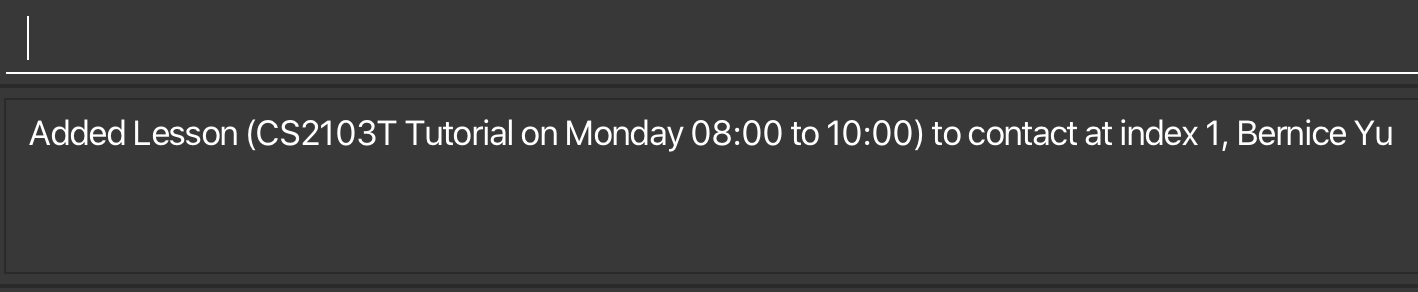 Added Lesson (CS2103T Tutorial on Monday 08:00 to 10:00) to contact at index 1, Bernice Yu